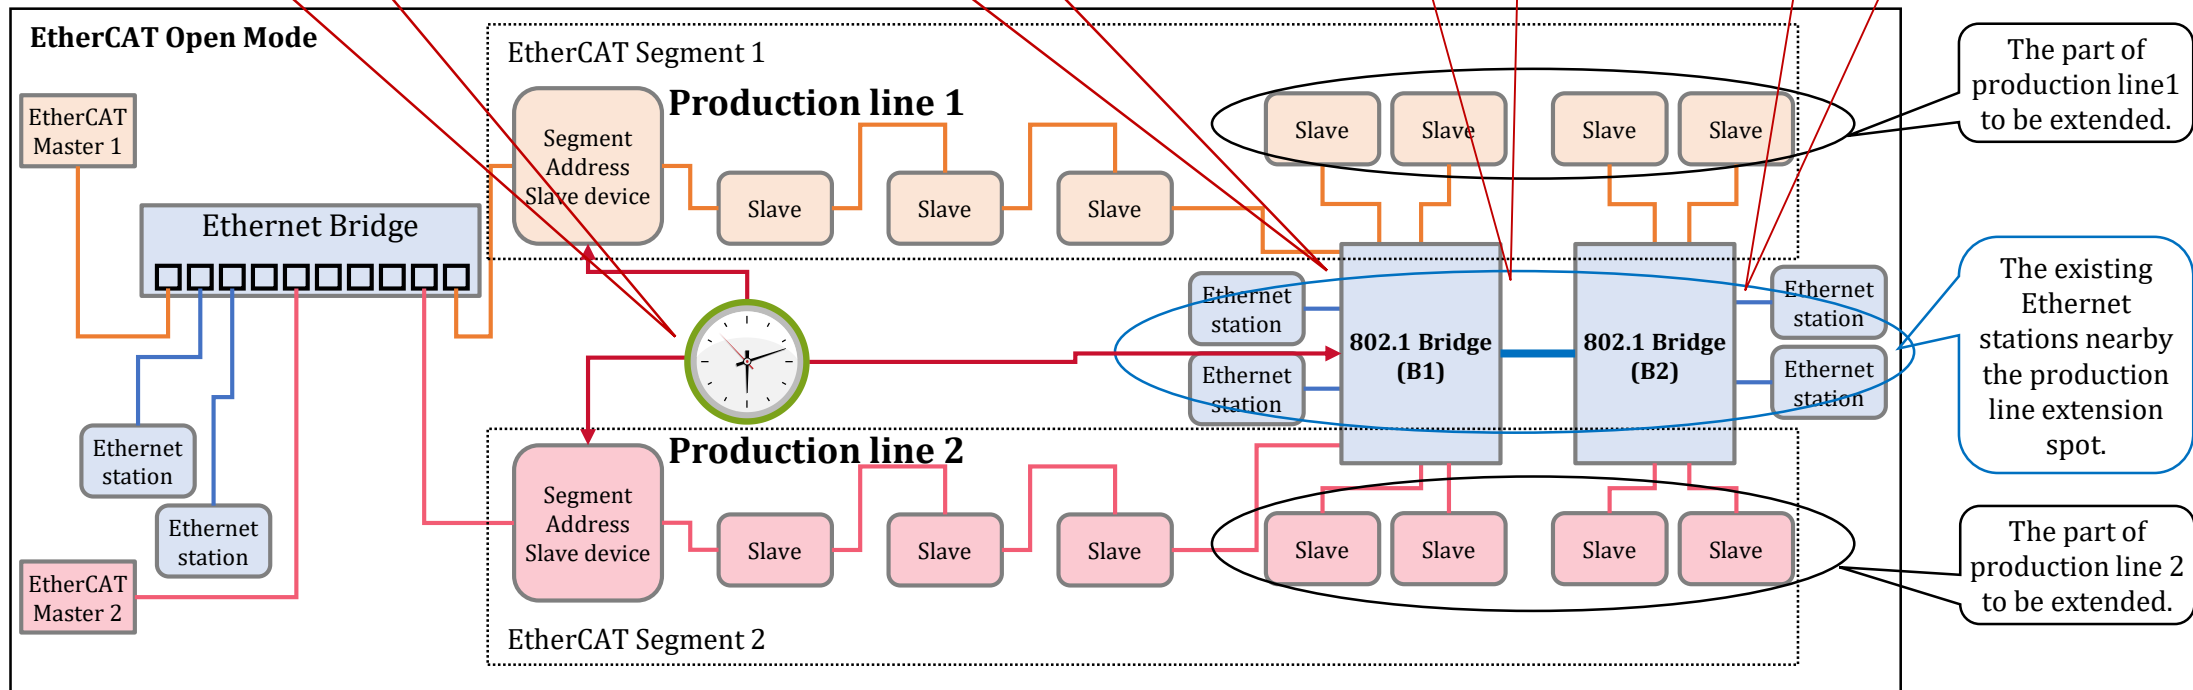 EtherCAT Open Mode
EtherCAT Segment 1
Production line 1
EtherCAT
Master 1
Segment
Address
Slave device
Slave
Slave
Slave
Slave
Slave
Slave
Slave
The part of
production line1
to be extended.
Ethernet Bridge
Ethernet
station
Ethernet
station
802.1 Bridge
(B1)
802.1 Bridge
(B2)
Ethernet
station
Ethernet
station
The existing
Ethernet
stations nearby
the production
line extension
spot.
Ethernet
station
Ethernet
station
EtherCAT
Master 2
Production line 2
Segment
Address
Slave device
Slave
Slave
Slave
Slave
Slave
Slave
Slave
EtherCAT Segment 2
The part of
production line 2
to be extended.